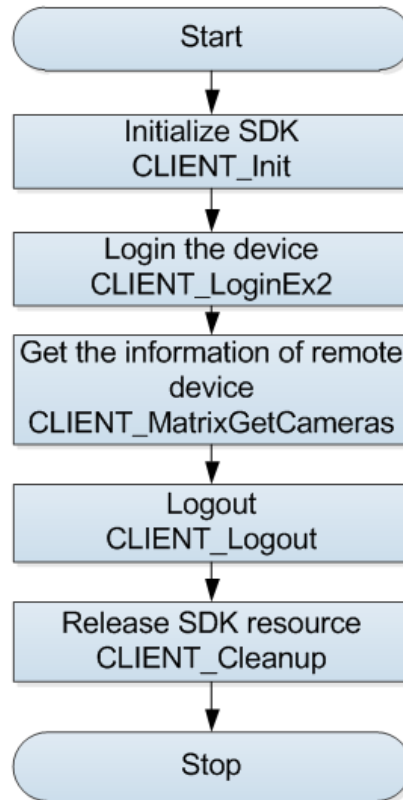 Start
Initialize SDK
CLIENT_Init
Login the device
CLIENT_LoginEx2
Get the information of remote
device
CLIENT_MatrixGetCameras
Logout
CLIENT_Logout
Release SDK resource
CLIENT_Cleanup
Stop